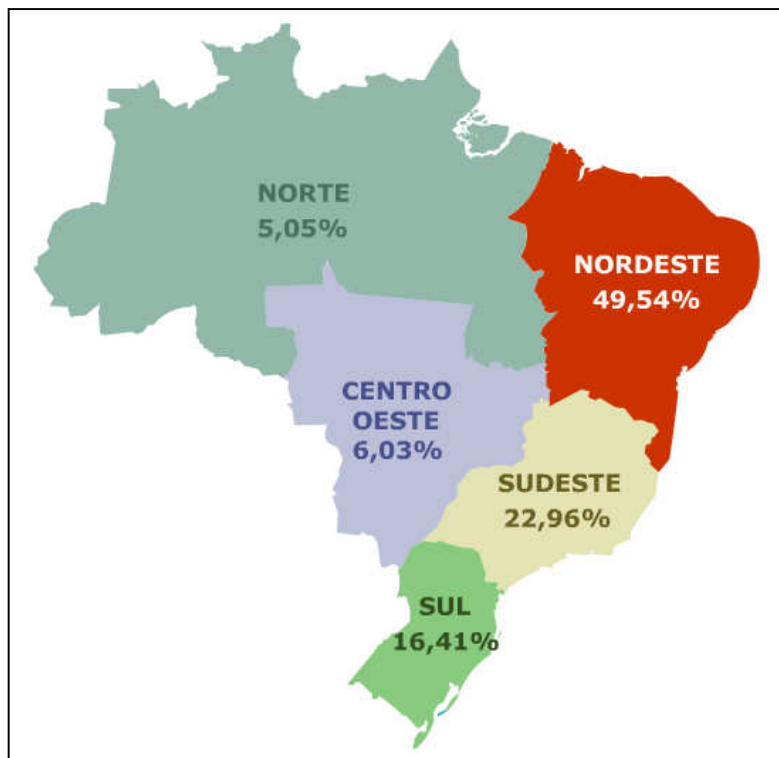 NORTE
5,05%
NORDESTE
49,54%
CENTRO
OESTE
6,03%
SUDESTE
22,96%
SUL
16,41%